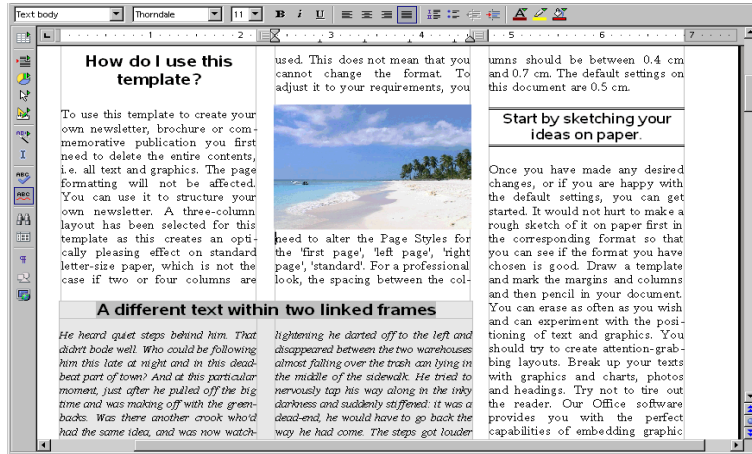 Text body
Thorndale
11
B i U
1 2 3 4 5 6 7
How do I use this
template?
To use this template to create your
own newsletter, brochure or com-
memorative publication you first
need to delete the entire contents,
i.e. all text and graphics. The page
formatting will not be affected.
You can use it to structure your
own newsletter. A three-column
layout has been selected for this
template as this creates an opti-
cally pleasing effect on standard
letter-size paper, which is not the
case if two or four columns are
used. This does not mean that you
cannot change the format. To
adjust it to your requirements, you
need to alter the Page Styles for
the 'first page', 'left page', 'right
page', 'standard'. For a professional
look, the spacing between the col-
umns should be between 0.4 cm
and 0.7 cm. The default settings on
this document are 0.5 cm.
Start by sketching your
ideas on paper.
Once you have made any desired
changes, or if you are happy with
the default settings, you can get
started. It would not hurt to make a
rough sketch of it on paper first in
the corresponding format so that
you can see if the format you have
chosen is good. Draw a template
and mark the margins and columns
and then pencil in your document.
You can erase as often as you wish
and can experiment with the posi-
tioning of text and graphics. You
should try to create attention-grab-
bing layouts. Break up your texts
with graphics and charts, photos
and headings. Try not to tire out
the reader. Our Office software
provides you with the perfect
capabilities of embedding graphic
A different text within two linked frames
He heard quiet steps behind him. That
didn't bode well. Who could be following
him this late at night and in this dead-
beat part of town? And at this particular
moment, just after he pulled off the big
time and was making off with the green-
backs. Was there another crook who'd
had the same idea, and was now watch-
lightening he darted off to the left and
disappeared between the two warehouses
almost falling over the trash can lying in
the middle of the sidewalk. He tried to
nervously tap his way along in the inky
darkness and suddenly stiffened: it was a
dead-end, he would have to go back the
way he had come. The steps got louder